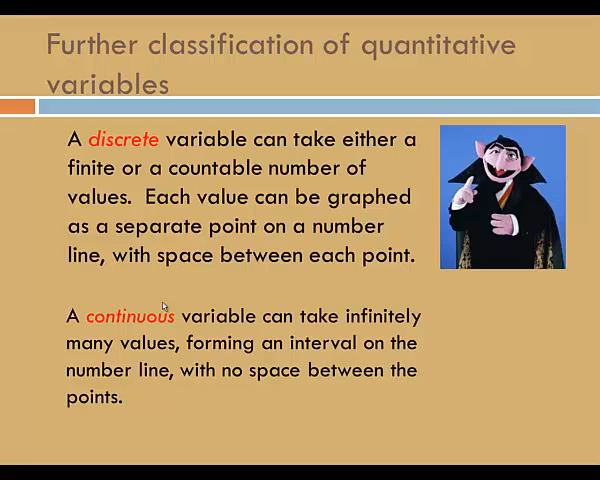 Further classification of quantitative
variables
A discrete variable can take either a
finite or a countable number of
values. Each value can be graphed
as a separate point on a number
line, with space between each point.
A continuous variable can take infinitely
many values, forming an interval on the
number line, with no space between the
points.